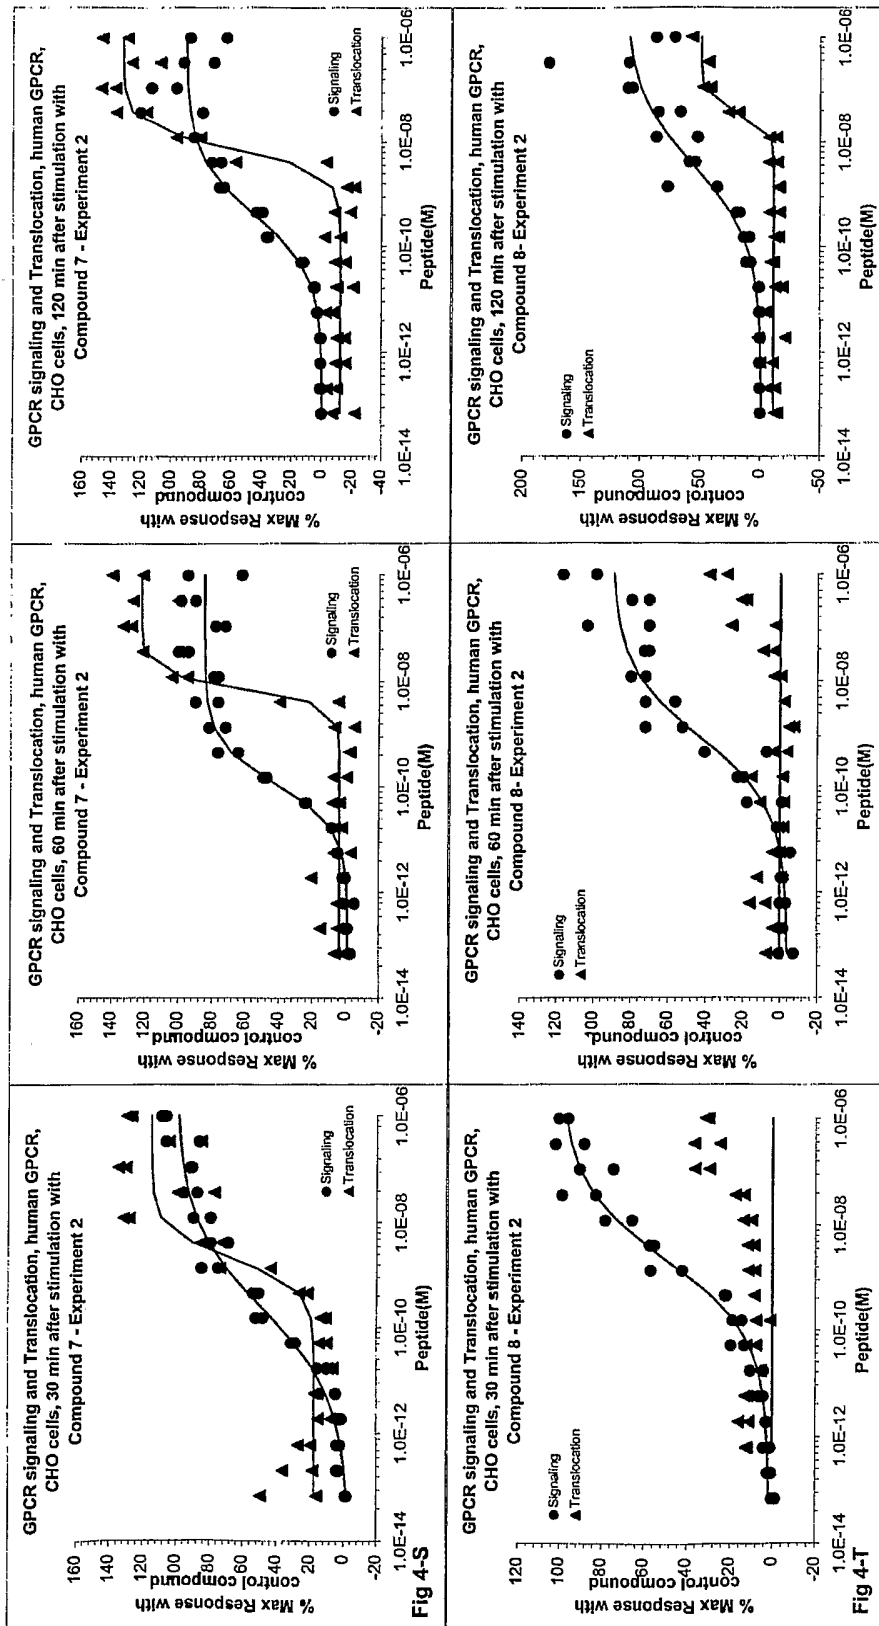 GPCR signaling and Translocation, human GPCR,
CHO cells, 30 min after stimulation with
Compound 7 - Experiment 2
% Max Response with
control compound
160
140
120
100
80
60
40
20
0
-20
1.0E-14
1.0E-12
1.0E-10
1.0E-08
1.0E-06
Peptide(M)
Signaling
Translocation
Fig 4-S
GPCR signaling and Translocation, human GPCR,
CHO cells, 60 min after stimulation with
Compound 7 - Experiment 2
% Max Response with
control compound
160
140
120
100
80
60
40
20
0
-20
1.0E-14
1.0E-12
1.0E-10
1.0E-08
1.0E-06
Peptide(M)
Signaling
Translocation
GPCR signaling and Translocation, human GPCR,
CHO cells, 120 min after stimulation with
Compound 7 - Experiment 2
% Max Response with
control compound
160
140
120
100
80
60
40
20
0
-20
-40
1.0E-14
1.0E-12
1.0E-10
1.0E-08
1.0E-06
Peptide(M)
Signaling
Translocation
GPCR signaling and Translocation, human GPCR,
CHO cells, 30 min after stimulation with
Compound 8 - Experiment 2
Signaling
Translocation
% Max Response with
control compound
120
100
80
60
40
20
0
-20
1.0E-14
1.0E-12
1.0E-10
1.0E-08
1.0E-06
Peptide(M)
Fig 4-T
GPCR signaling and Translocation, human GPCR,
CHO cells, 60 min after stimulation with
Compound 8- Experiment 2
Signaling
Translocation
% Max Response with
control compound
140
120
100
80
60
40
20
0
-20
1.0E-14
1.0E-12
1.0E-10
1.0E-08
1.0E-06
Peptide(M)
GPCR signaling and Translocation, human GPCR,
CHO cells, 120 min after stimulation with
Compound 8- Experiment 2
Signaling
Translocation
% Max Response with
control compound
200
150
100
50
0
-50
1.0E-14
1.0E-12
1.0E-10
1.0E-08
1.0E-06
Peptide(M)